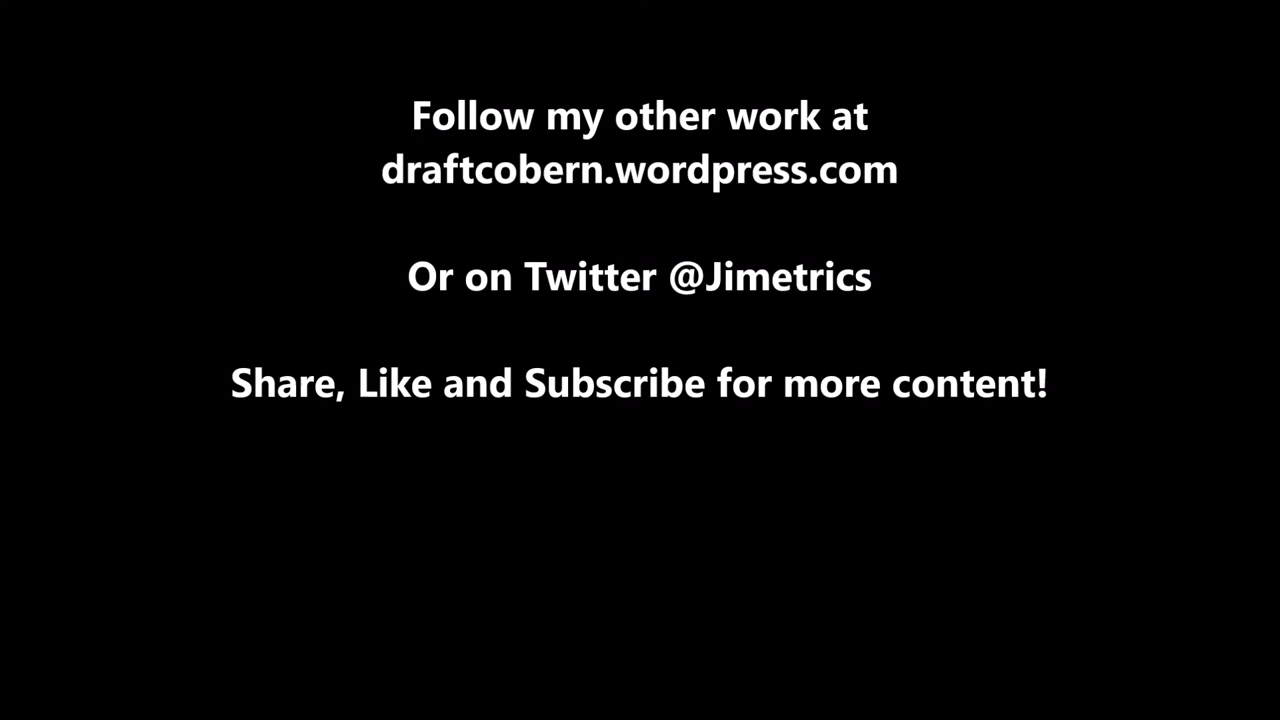 Follow my other work at
draftcobern.wordpress.com
Or on Twitter @Jimetrics
Share, Like and Subscribe for more content!